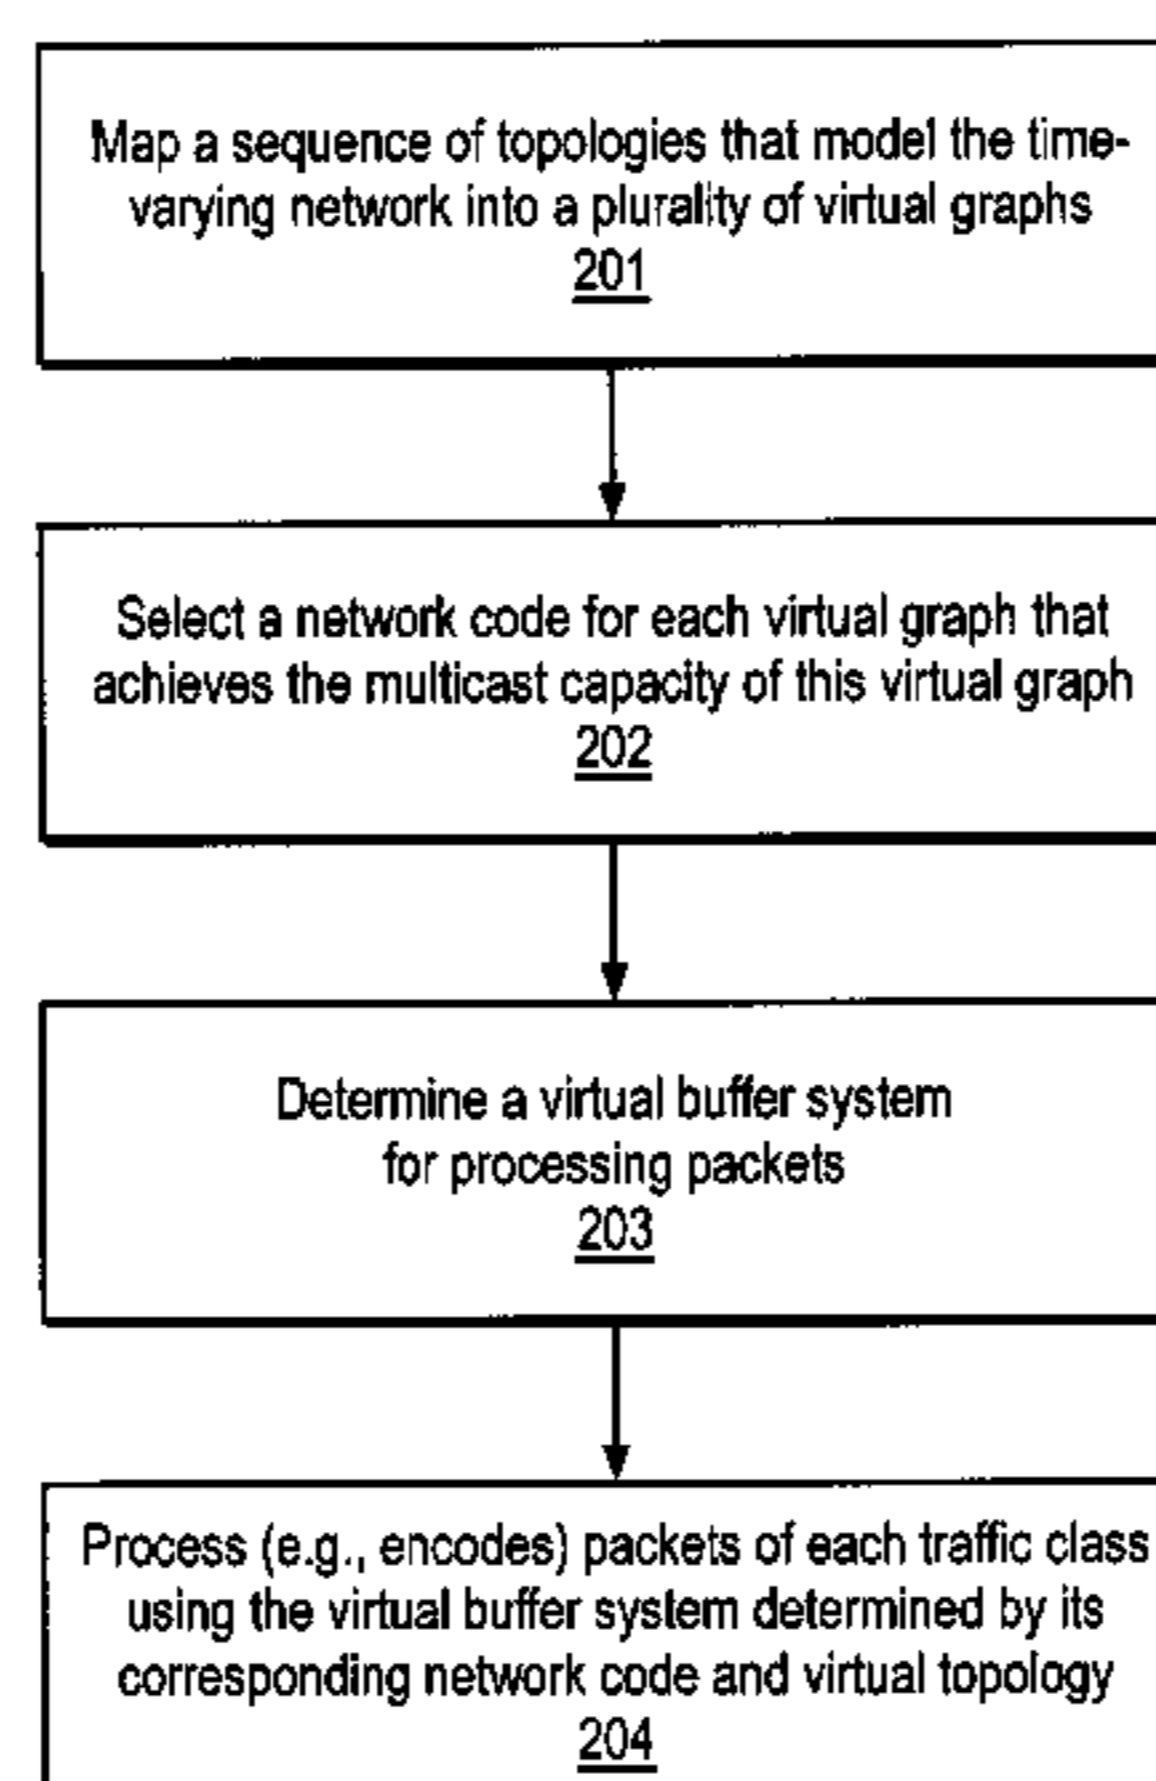 Map a sequence of topologies that model the time-
varying network into a plurality of virtual graphs
201
Select a network code for each virtual graph that
achieves the multicast capacity of this virtual graph
202
Determine a virtual buffer system
for processing packets
203
Process (e.g., encodes) packets of each traffic class
using the virtual buffer system determined by its
corresponding network code and virtual topology
204